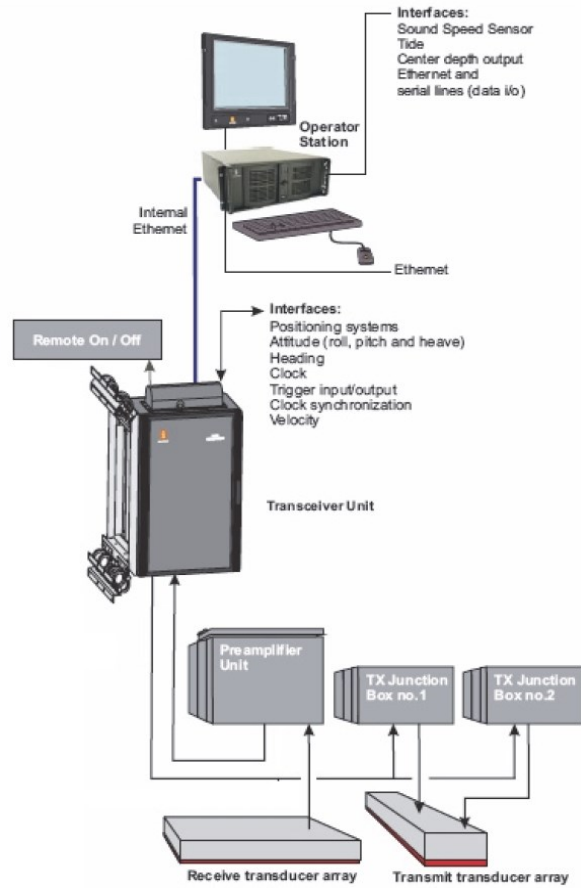 Interfaces:
Sound Speed Sensor
Tide
Center depth output
Ethernet and
serial lines (data i/o)
Operator
Station
Internal
Ethernet
Ethernet
Interfaces:
Positioning systems
Attitude (roll, pitch and heave)
Heading
Clock
Trigger input/output
Clock synchronization
Velocity
Remote On / Off
Transceiver Unit
Preamplifier
Unit
TX Junction
Box no.1
TX Junction
Box no.2
Receive transducer array
Transmit transducer array